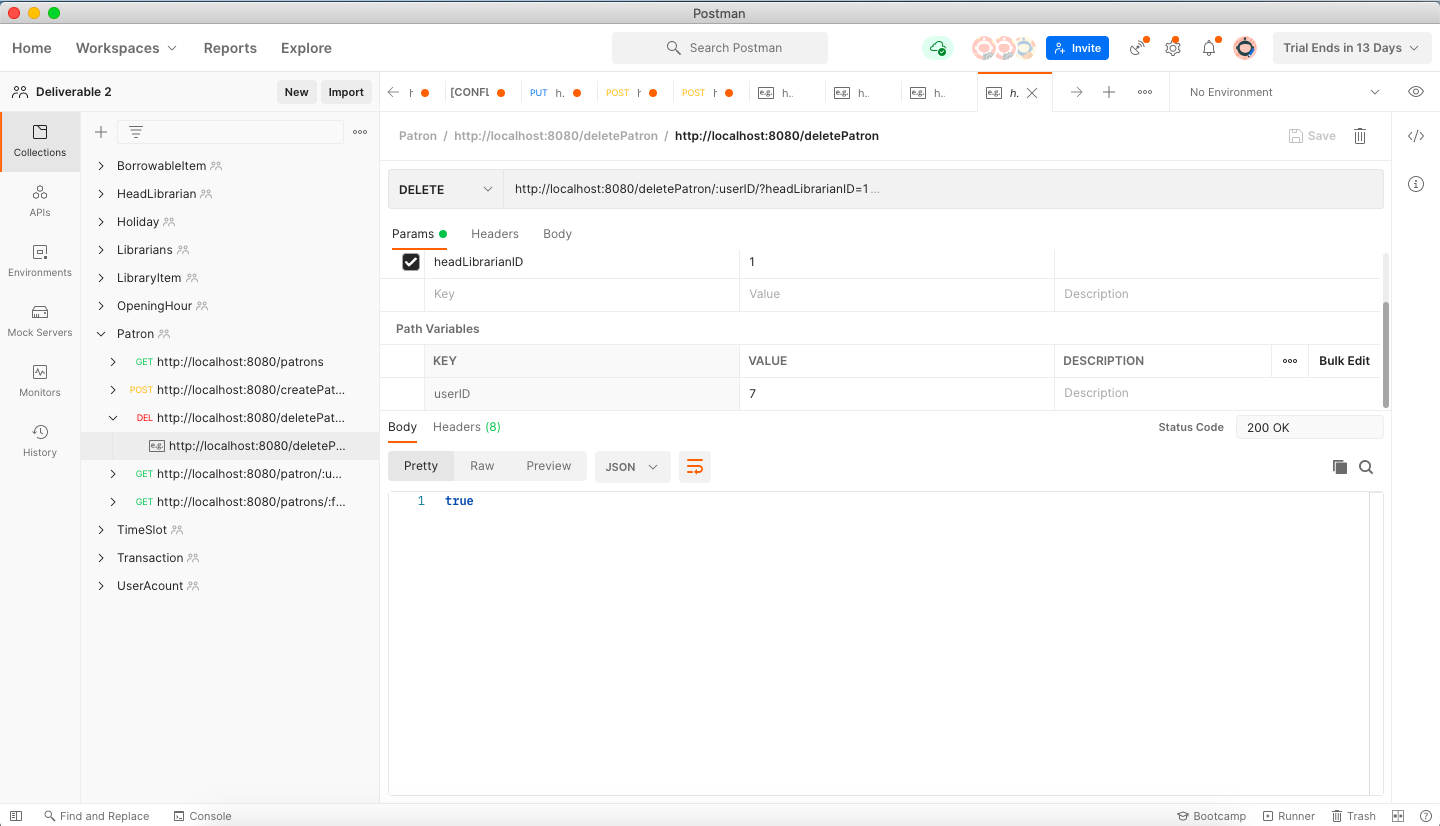 Postman
Home Workspaces Reports Explore Search Postman Invite Trial Ends in 13 Days
Deliverable 2 New Import h [CONFL PUT h. POST h POST h e.g. h.. e.g. h.. e.g. h.. e.g. h. No Environment
Collections
APIs
Environments
Mock Servers
Monitors
History
BorrowableItem
HeadLibrarian
Holiday
Librarians
LibraryItem
OpeningHour
Patron
GET http://localhost:8080/patrons
POST http://localhost:8080/createPat...
DEL http://localhost:8080/deletePat...
e.g. http://localhost:8080/deleteP...
GET http://localhost:8080/patron/:u...
GET http://localhost:8080/patrons/:f...
TimeSlot
Transaction
UserAcount
Patron / http://localhost:8080/deletePatron / http://localhost:8080/deletePatron Save
DELETE http://localhost:8080/deletePatron/:userID/?headLibrarianID=1...
Params Headers Body
headLibrarianID 1
Key Value Description
Path Variables
KEY VALUE DESCRIPTION Bulk Edit
userID 7 Description
Body Headers (8) Status Code 200 OK
Pretty Raw Preview JSON
1 true
Find and Replace Console Bootcamp Runner Trash